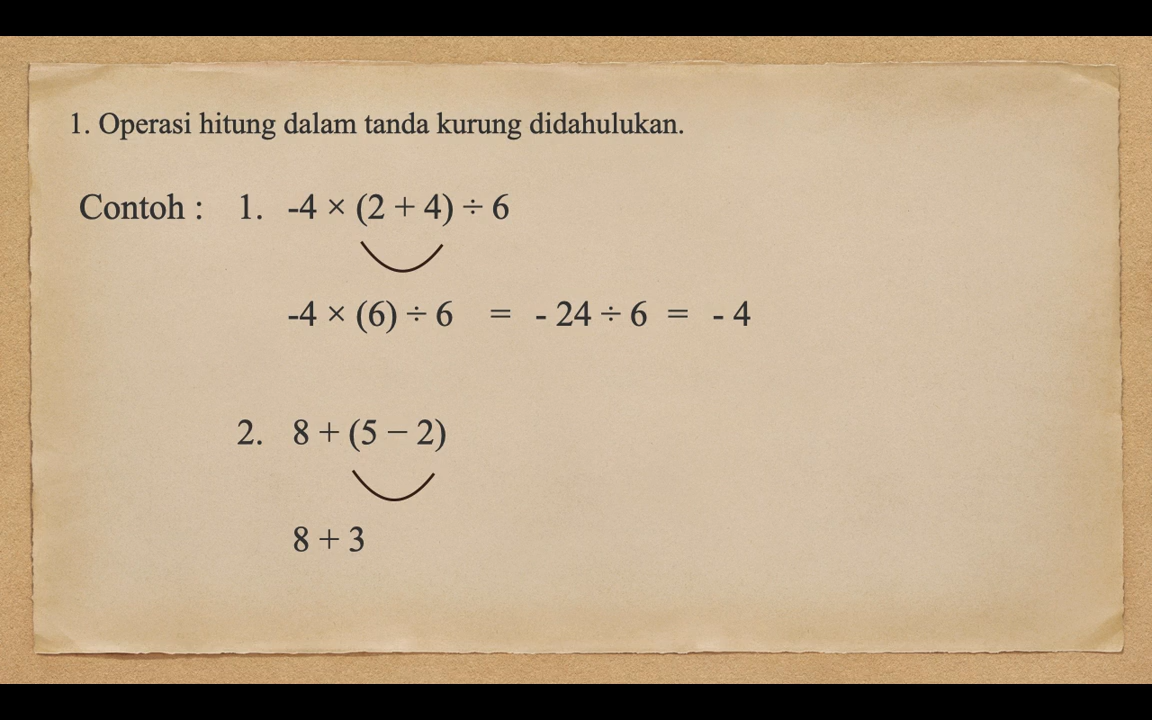 1. Operasi hitung dalam tanda kurung didahulukan.
Contoh : 1. -4 × (2 + 4) ÷ 6
-4 × (6) ÷ 6 = - 24 ÷ 6 = - 4
2. 8 + (5 − 2)
8 + 3